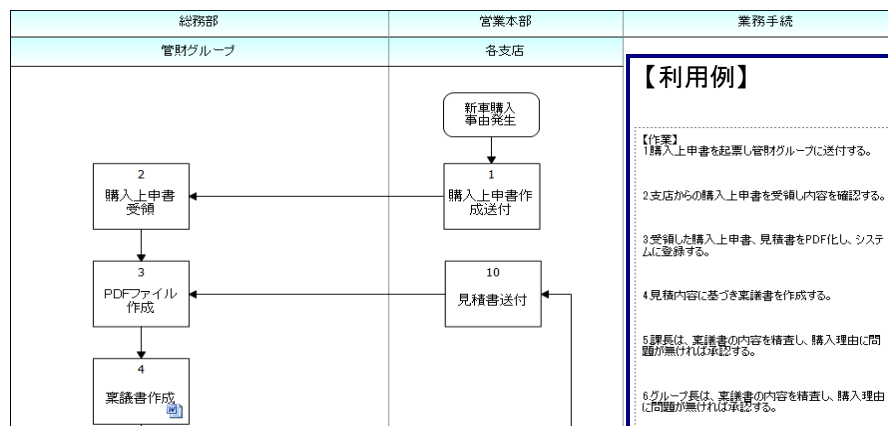 総務部
営業本部
業務手続
管財グループ
各支店
【利用例】
新車購入
事由発生
【作業】
1購入上申書を起票し管財グループに送付する。
2
購入上申書
受領
1
購入上申書作
成送付
2支店からの購入上申書を受領し内容を確認する。
3受領した購入上申書、見積書をPDF化し、システ
ムに登録する。
3
PDFファイル
作成
10
見積書送付
4見積内容に基づき稟議書を作成する。
5課長は、稟議書の内容を精査し、購入理由に問
題が無ければ承認する。
4
稟議書作成
6グループ長は、稟議書の内容を精査し、購入理由
に問題が無ければ承認する。